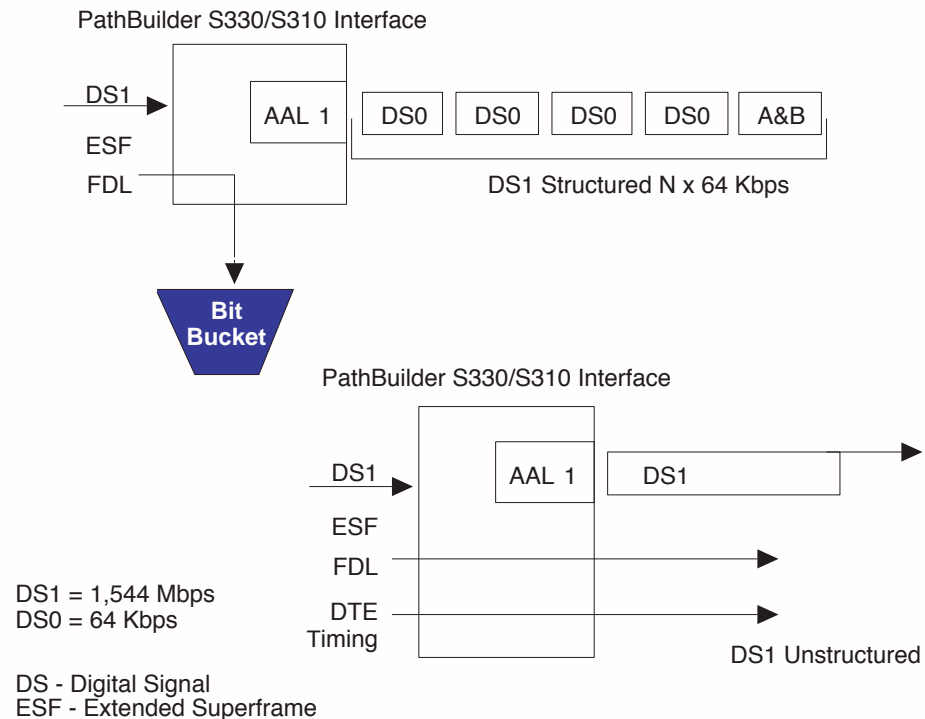 PathBuilder S330/S310 Interface
DS1
AAL 1
DS0 DS0 DS0 DS0 A&B
ESF
FDL
DS1 Structured N x 64 Kbps
Bit
Bucket
PathBuilder S330/S310 Interface
DS1
AAL 1
DS1
ESF
FDL
DTE
Timing
DS1 Unstructured
DS1 = 1,544 Mbps
DS0 = 64 Kbps
DS - Digital Signal
ESF - Extended Superframe